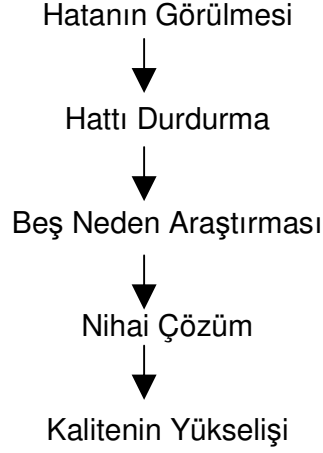 Hatanın Görülmesi
Hattı Durdurma
Beş Neden Araştırması
Nihai Çözüm
Kalitenin Yükselişi